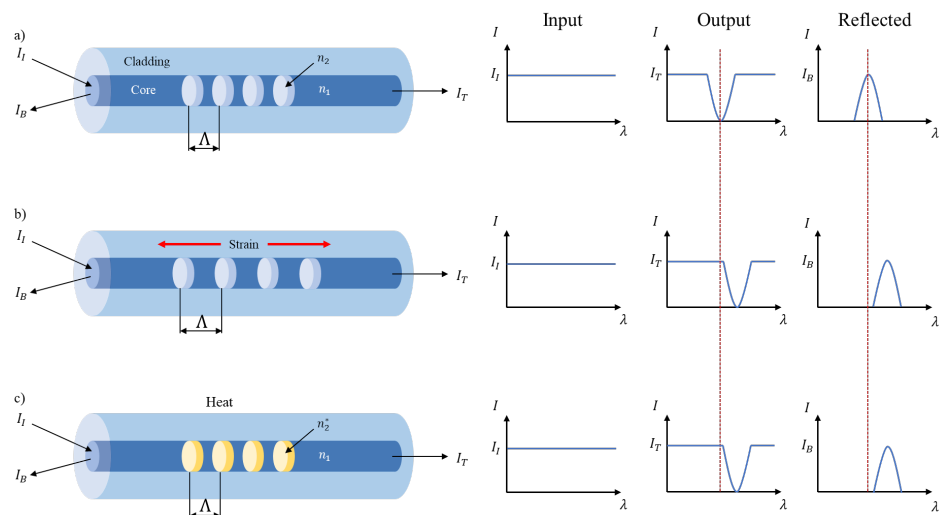 Input Output Reflected
a)
I_I
Cladding
n_2
Core
n_1
I_T
I_B
Λ
I
I_I
λ
I
I_T
λ
I
I_B
λ
b)
I_I
Strain
I_T
I_B
Λ
I
I_I
λ
I
I_T
λ
I
I_B
λ
c)
Heat
I_I
n_2^*
n_1
I_T
I_B
Λ
I
I_I
λ
I
I_T
λ
I
I_B
λ